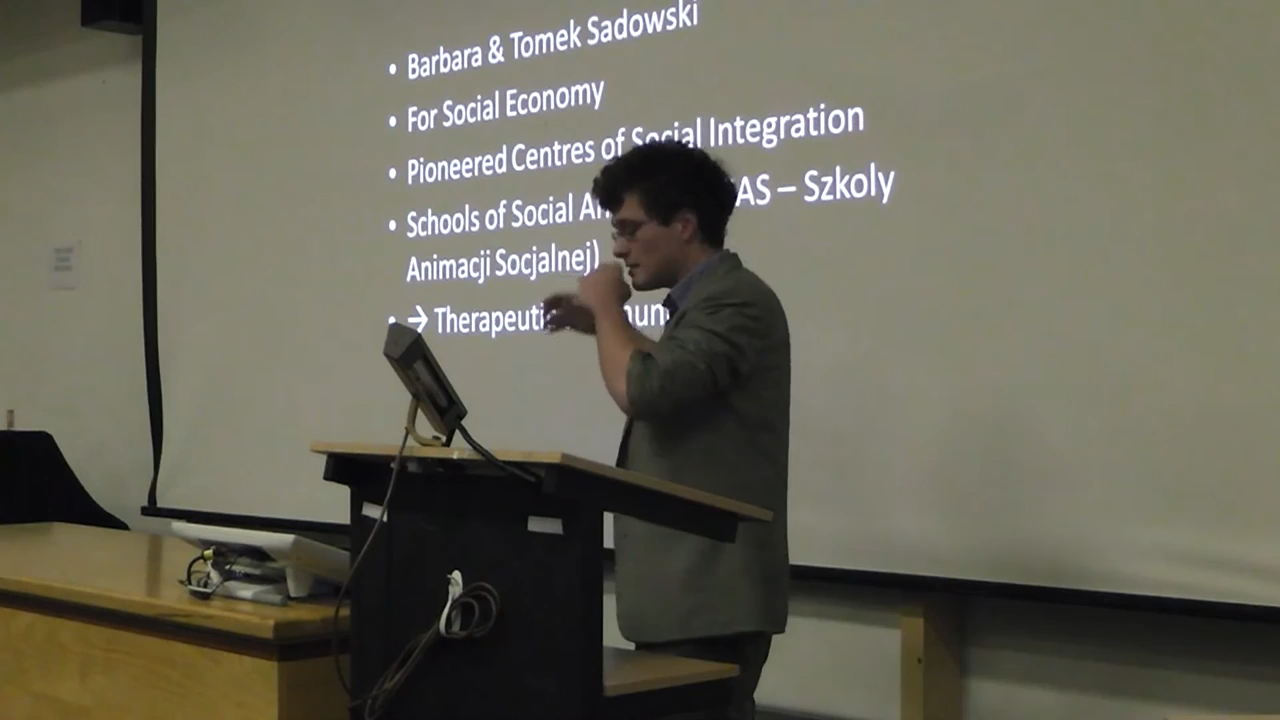 • Barbara & Tomek Sadowski
• For Social Economy
• Pioneered Centres of Social Integration
• Schools of Social AS – Szkoly
Animacji Socjalnej)
• → Therapeuti